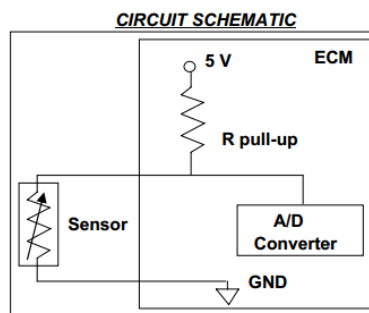 CIRCUIT SCHEMATIC
5 V
ECM
R pull-up
Sensor
A/D
Converter
GND